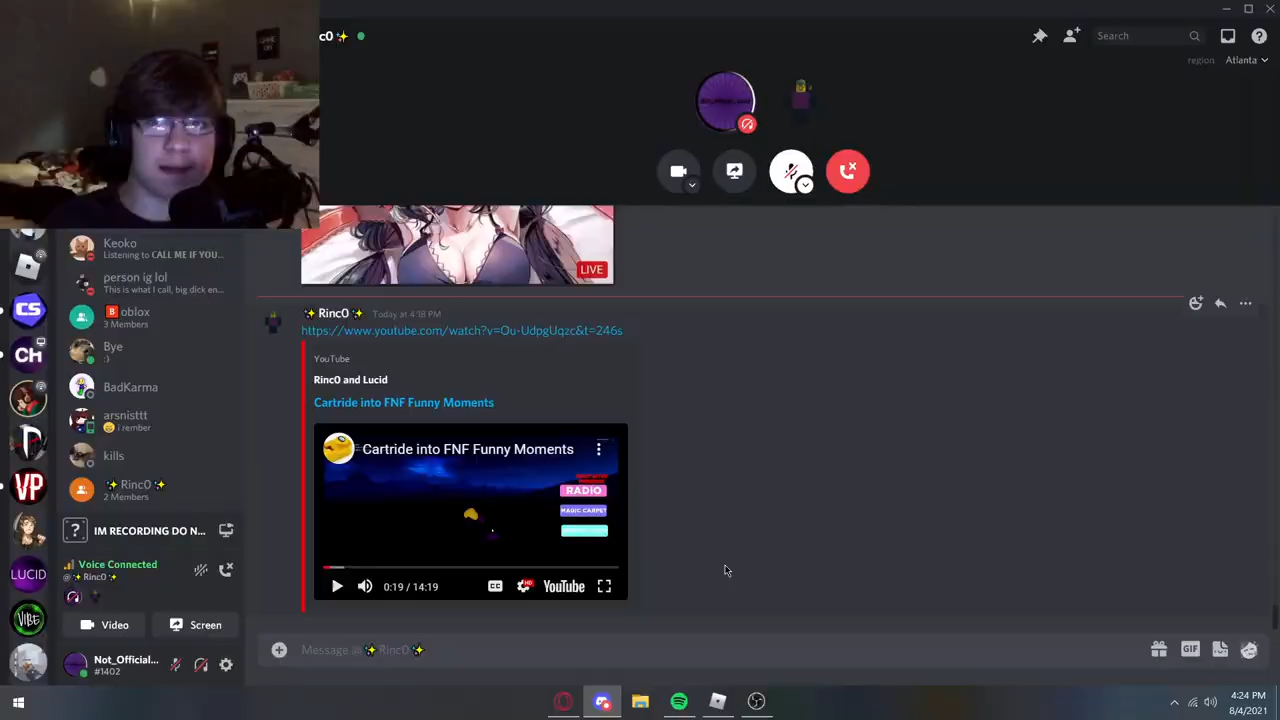 c0✨
Search
region Atlanta
LIVE
Keoko
Listening to CALL ME IF YOU...
person ig lol
This is what I call, big dick en...
B oblox
3 Members
Bye
:}
BadKarma
arsnisttt
i rember
kills
✨Rinc0✨
2 Members
CS
CH
VP
LUCID
VIBE
? IM RECORDING DO N...
Voice Connected
@✨Rinc0✨
Video
Screen
Not_Official...
#1402
✨Rinc0✨ Today at 4:18 PM
https://www.youtube.com/watch?v=Ou-UdpgUqzc&t=246s
YouTube
Rinc0 and Lucid
Cartride into FNF Funny Moments
Cartride into FNF Funny Moments
RADIO
MAGIC CARPET
0:19 / 14:19
CC
HD
YouTube
Message @✨Rinc0✨
GIF
4:24 PM
8/4/2021